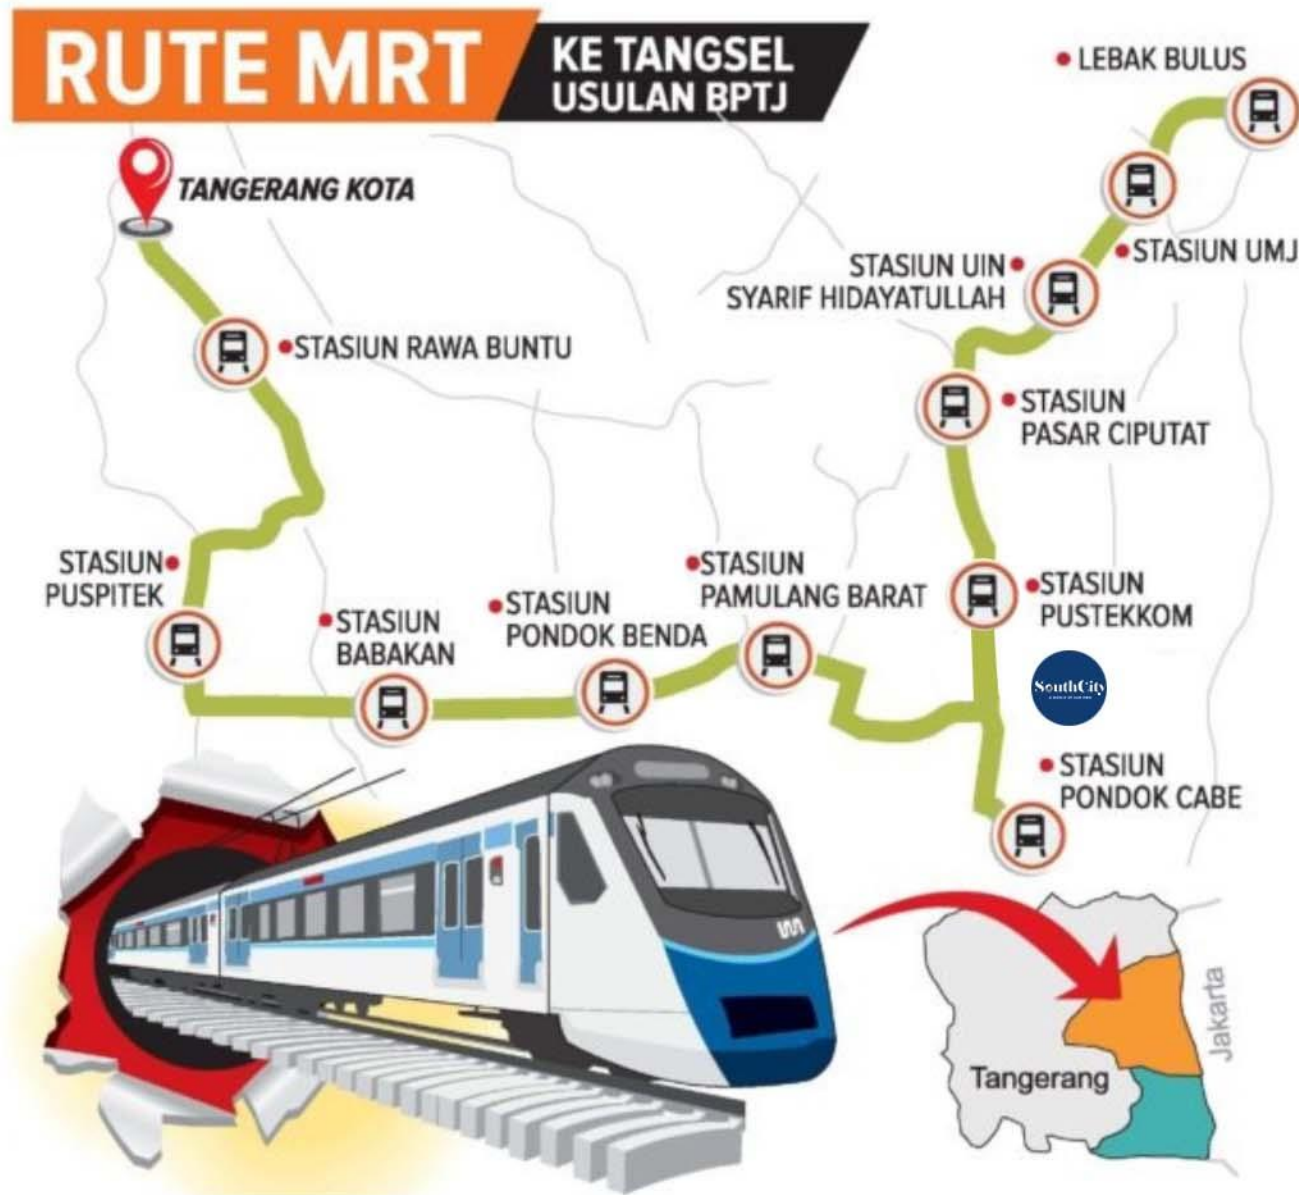 RUTE MRT
KE TANGSEL
USULAN BPTJ
LEBAK BULUS
TANGERANG KOTA
STASIUN UMJ
STASIUN UIN
SYARIF HIDAYATULLAH
STASIUN RAWA BUNTU
STASIUN
PASAR CIPUTAT
STASIUN
PUSPITEK
STASIUN
BABAKAN
STASIUN
PONDOK BENDA
STASIUN
PAMULANG BARAT
STASIUN
PUSTEKKOM
SouthCity
STASIUN
PONDOK CABE
Tangerang
Jakarta